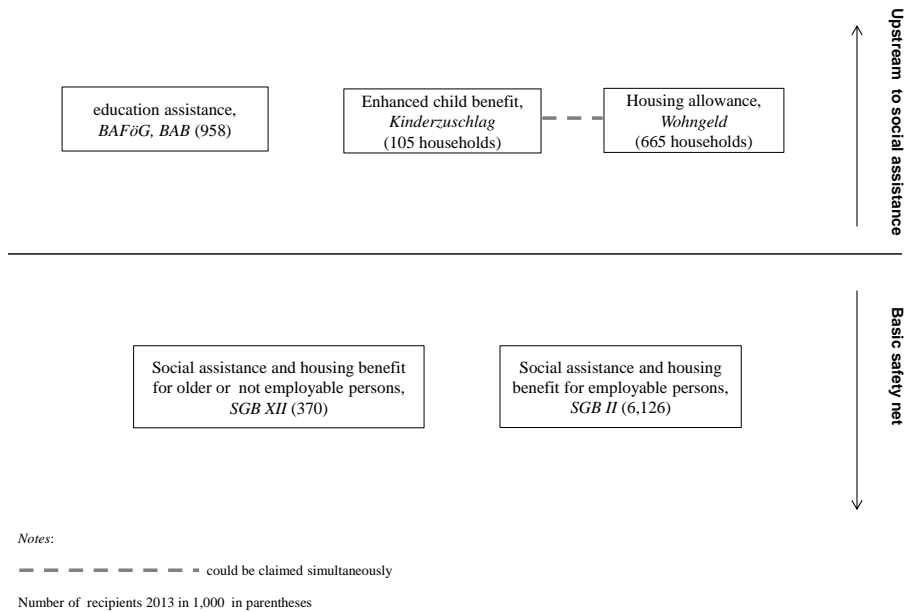 education assistance,
BAFöG, BAB (958)
Enhanced child benefit,
Kinderzuschlag
(105 households)
Housing allowance,
Wohngeld
(665 households)
Upstream to social assistance
Social assistance and housing benefit
for older or not employable persons,
SGB XII (370)
Social assistance and housing
benefit for employable persons,
SGB II (6,126)
Basic safety net
Notes:
could be claimed simultaneously
Number of recipients 2013 in 1,000 in parentheses